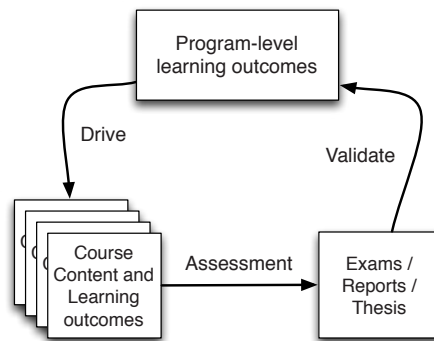 Program-level
learning outcomes
Drive
Validate
Course
Content and
Learning
outcomes
Assessment
Exams /
Reports /
Thesis